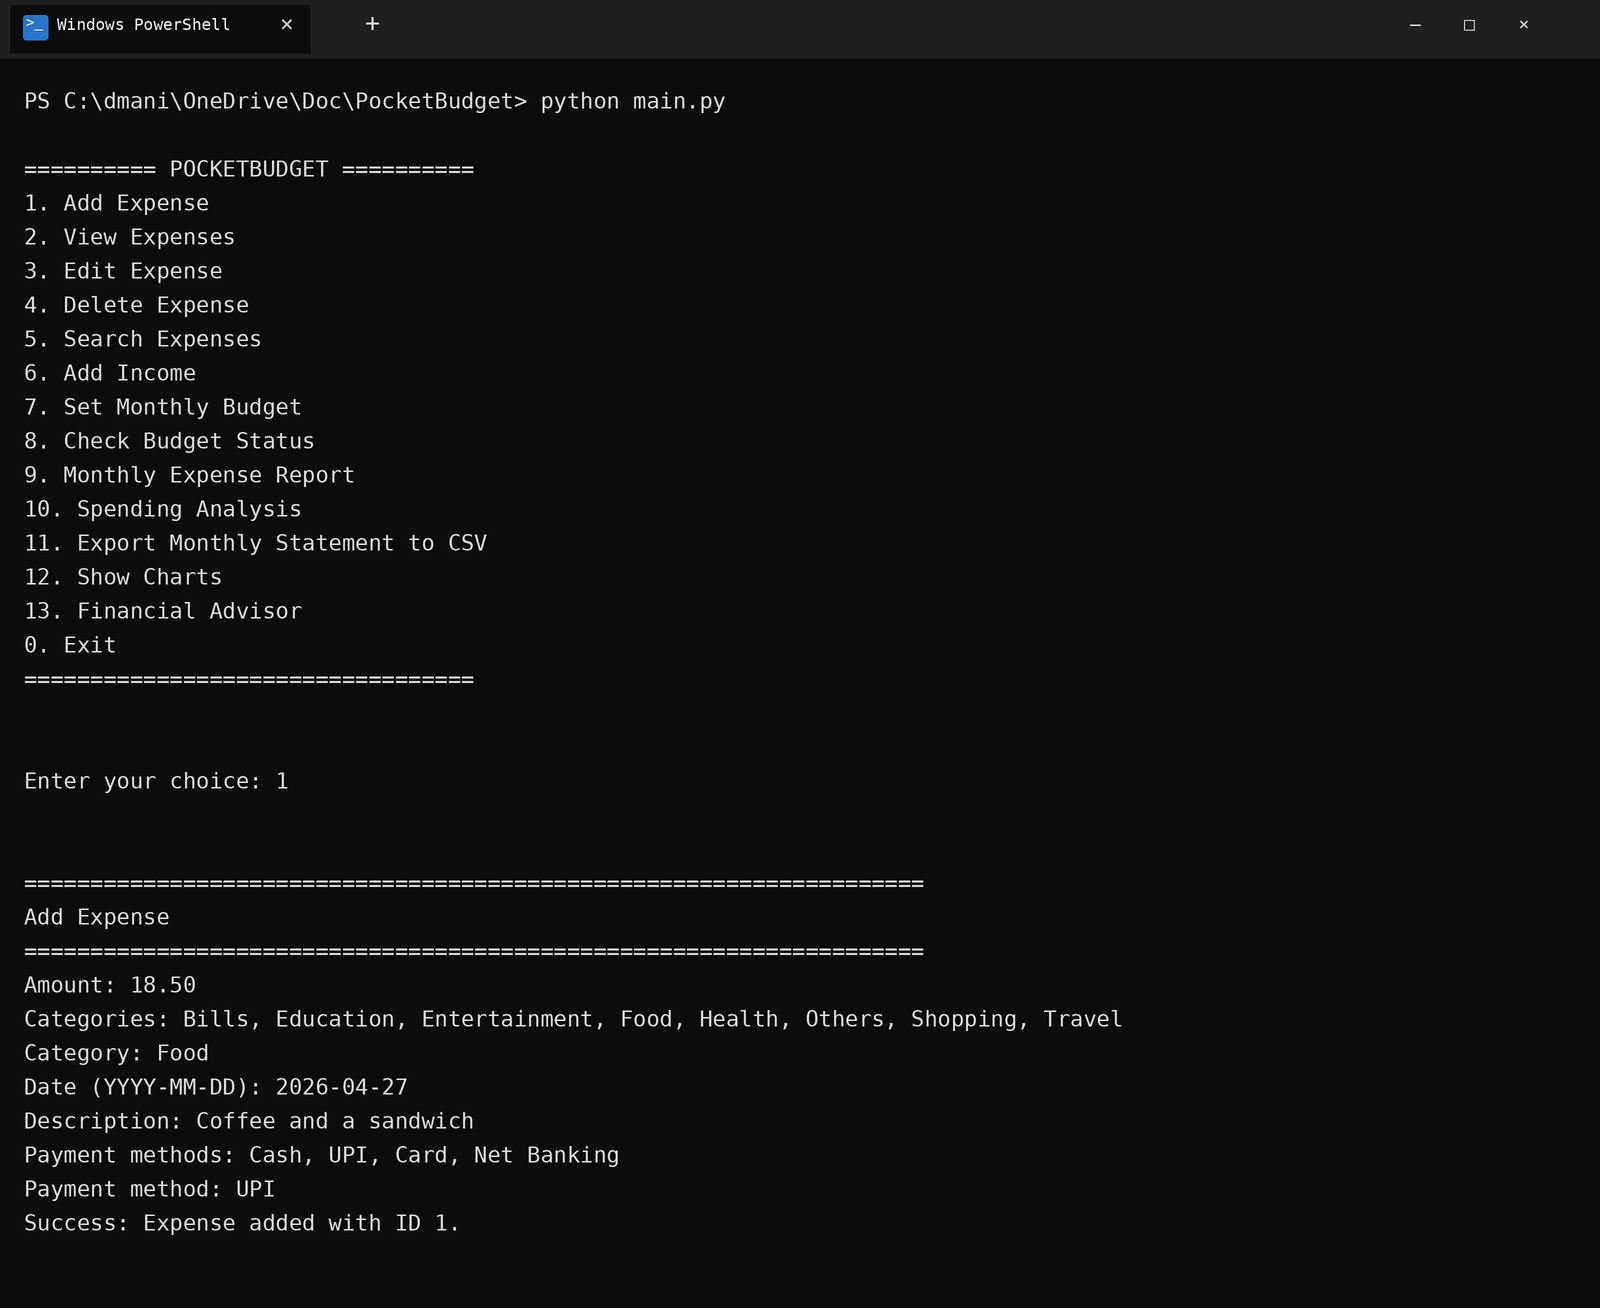 Windows PowerShell
PS C:\dmani\OneDrive\Doc\PocketBudget> python main.py
========== POCKETBUDGET ==========
1. Add Expense
2. View Expenses
3. Edit Expense
4. Delete Expense
5. Search Expenses
6. Add Income
7. Set Monthly Budget
8. Check Budget Status
9. Monthly Expense Report
10. Spending Analysis
11. Export Monthly Statement to CSV
12. Show Charts
13. Financial Advisor
0. Exit
==================================
Enter your choice: 1
====================================================================
Add Expense
====================================================================
Amount: 18.50
Categories: Bills, Education, Entertainment, Food, Health, Others, Shopping, Travel
Category: Food
Date (YYYY-MM-DD): 2026-04-27
Description: Coffee and a sandwich
Payment methods: Cash, UPI, Card, Net Banking
Payment method: UPI
Success: Expense added with ID 1.